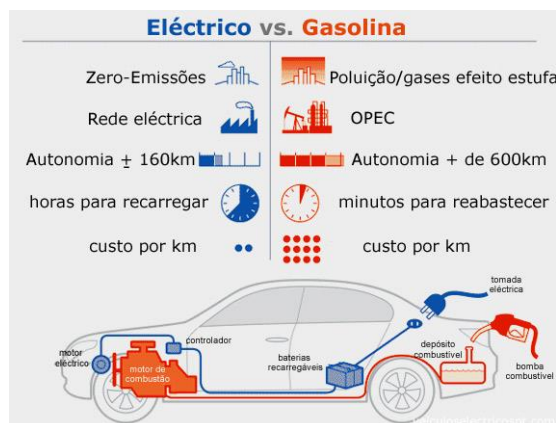 Eléctrico vs. Gasolina
Zero-Emissões
Poluição/gases efeito estufa
Rede eléctrica
OPEC
Autonomia ± 160km
Autonomia + de 600km
horas para recarregar
minutos para reabastecer
custo por km
custo por km
tomada
eléctrica
controlador
motor
eléctrico
motor de
combustão
baterias
recarregáveis
depósito
combustivel
bomba
combustivel